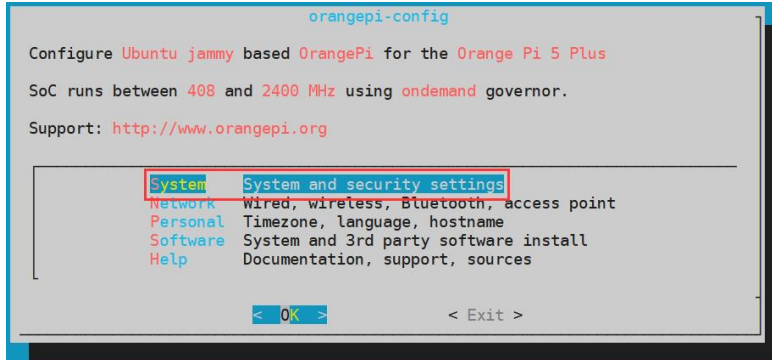 orangepi-config
Configure Ubuntu jammy based OrangePi for the Orange Pi 5 Plus
SoC runs between 408 and 2400 MHz using ondemand governor.
Support: http://www.orangepi.org
System System and security settings
Network Wired, wireless, Bluetooth, access point
Personal Timezone, language, hostname
Software System and 3rd party software install
Help Documentation, support, sources
< OK > < Exit >